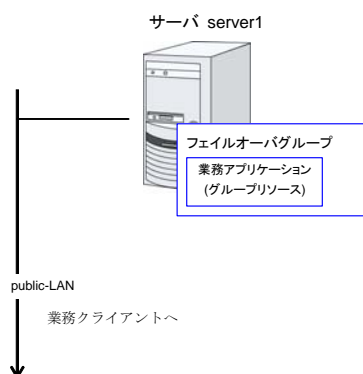 サーバ server1
フェイルオーバグループ
業務アプリケーション
(グループリソース)
public-LAN
業務クライアントへ